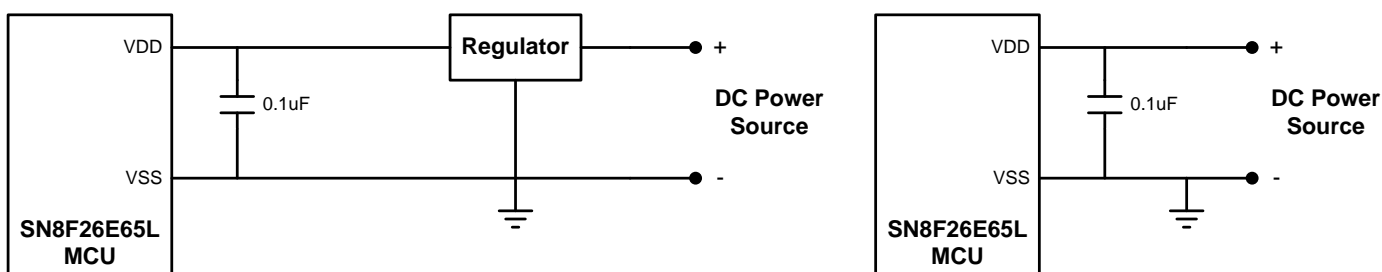 VDD
0.1uF
VSS
SN8F26E65L
MCU
Regulator
+
DC Power
Source
-
VDD
0.1uF
VSS
SN8F26E65L
MCU
+
DC Power
Source
-